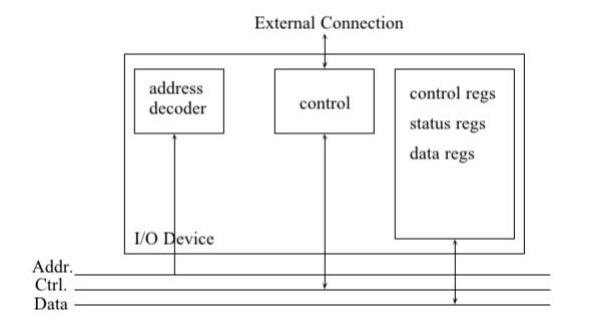 External Connection
address
decoder
control
control regs
status regs
data regs
I/O Device
Addr.
Ctrl.
Data